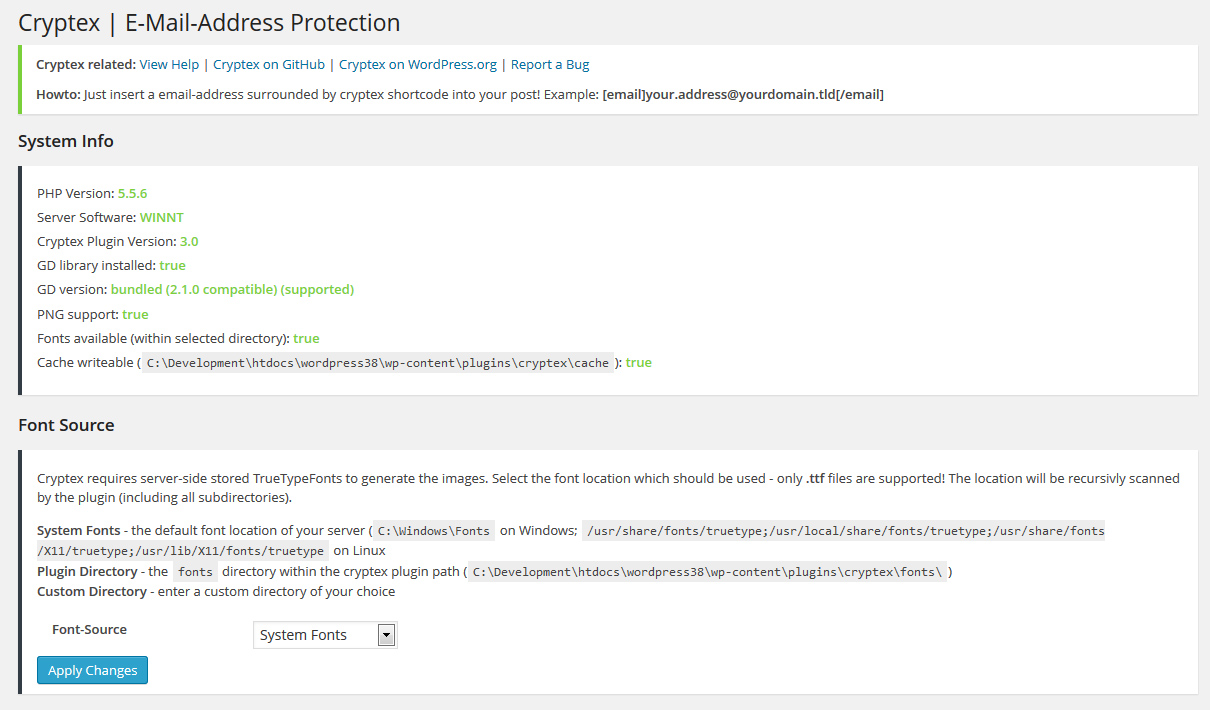 Cryptex | E-Mail-Address Protection
Cryptex related: View Help | Cryptex on GitHub | Cryptex on WordPress.org | Report a Bug
Howto: Just insert a email-address surrounded by cryptex shortcode into your post! Example: [email]your.address@yourdomain.tld[/email]
System Info
PHP Version: 5.5.6
Server Software: WINNT
Cryptex Plugin Version: 3.0
GD library installed: true
GD version: bundled (2.1.0 compatible) (supported)
PNG support: true
Fonts available (within selected directory): true
Cache writeable ( C:\Development\htdocs\wordpress38\wp-content\plugins\cryptex\cache ): true
Font Source
Cryptex requires server-side stored TrueTypeFonts to generate the images. Select the font location which should be used - only .ttf files are supported! The location will be recursivly scanned
by the plugin (including all subdirectories).
System Fonts - the default font location of your server ( C:\Windows\Fonts on Windows; /usr/share/fonts/truetype;/usr/local/share/fonts/truetype;/usr/share/fonts
/X11/truetype;/usr/lib/X11/fonts/truetype on Linux
Plugin Directory - the fonts directory within the cryptex plugin path ( C:\Development\htdocs\wordpress38\wp-content\plugins\cryptex\fonts\ )
Custom Directory - enter a custom directory of your choice
Font-Source System Fonts
Apply Changes